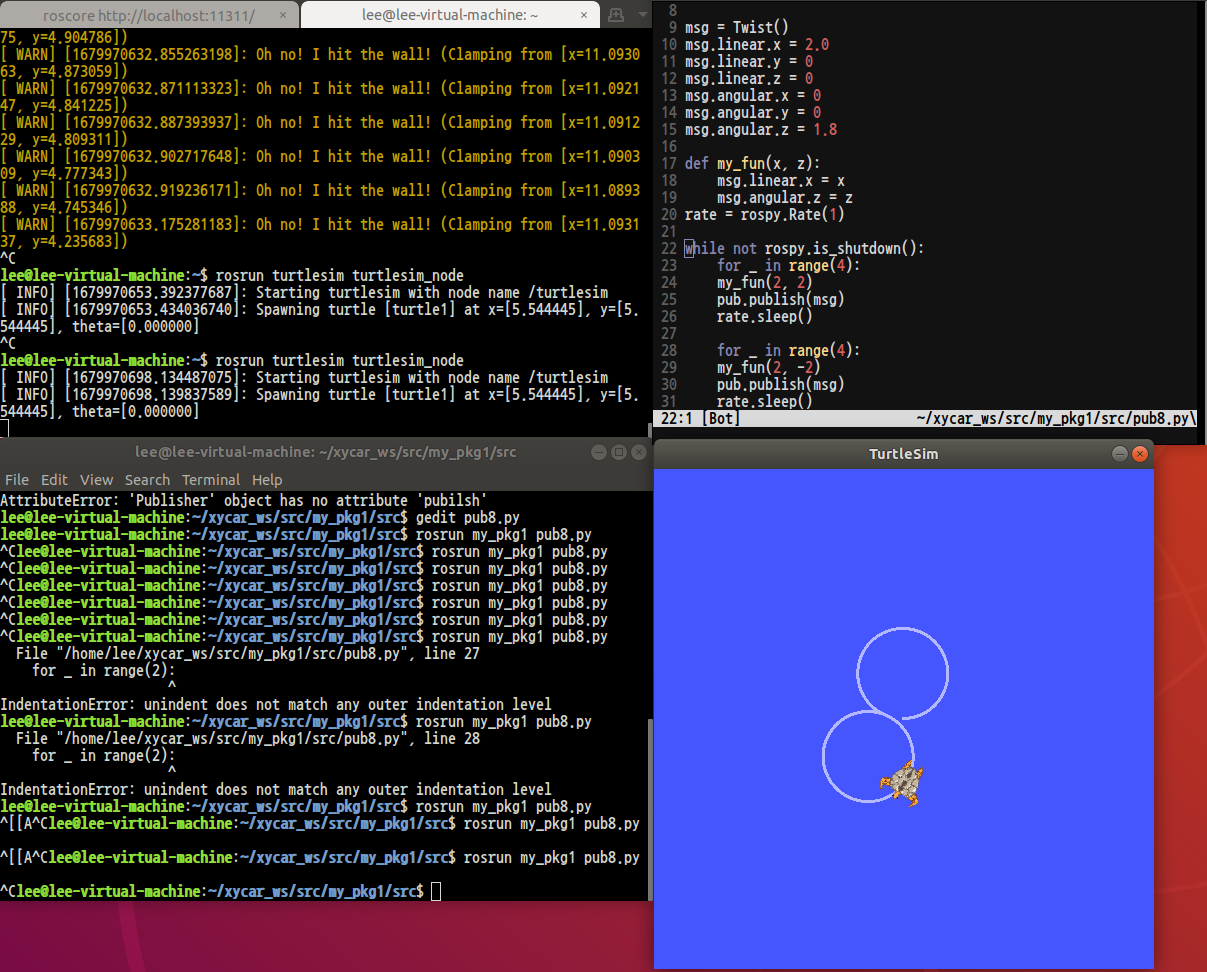 roscore http://localhost:11311/ × lee@lee-virtual-machine: ~ ×
75, y=4.904786])
[ WARN] [1679970632.855263198]: Oh no! I hit the wall! (Clamping from [x=11.0930
63, y=4.873059])
[ WARN] [1679970632.871113323]: Oh no! I hit the wall! (Clamping from [x=11.0921
47, y=4.841225])
[ WARN] [1679970632.887393937]: Oh no! I hit the wall! (Clamping from [x=11.0912
29, y=4.809311])
[ WARN] [1679970632.902717648]: Oh no! I hit the wall! (Clamping from [x=11.0903
09, y=4.777343])
[ WARN] [1679970632.919236171]: Oh no! I hit the wall! (Clamping from [x=11.0893
88, y=4.745346])
[ WARN] [1679970633.175281183]: Oh no! I hit the wall! (Clamping from [x=11.0931
37, y=4.235683])
^C
lee@lee-virtual-machine:~$ rosrun turtlesim turtlesim_node
[ INFO] [1679970653.392377687]: Starting turtlesim with node name /turtlesim
[ INFO] [1679970653.434036740]: Spawning turtle [turtle1] at x=[5.544445], y=[5.
544445], theta=[0.000000]
^C
lee@lee-virtual-machine:~$ rosrun turtlesim turtlesim_node
[ INFO] [1679970698.134487075]: Starting turtlesim with node name /turtlesim
[ INFO] [1679970698.139837589]: Spawning turtle [turtle1] at x=[5.544445], y=[5.
544445], theta=[0.000000]
8
9 msg = Twist()
10 msg.linear.x = 2.0
11 msg.linear.y = 0
12 msg.linear.z = 0
13 msg.angular.x = 0
14 msg.angular.y = 0
15 msg.angular.z = 1.8
16
17 def my_fun(x, z):
18     msg.linear.x = x
19     msg.angular.z = z
20 rate = rospy.Rate(1)
21
22 while not rospy.is_shutdown():
23     for _ in range(4):
24     my_fun(2, 2)
25     pub.publish(msg)
26     rate.sleep()
27
28     for _ in range(4):
29     my_fun(2, -2)
30     pub.publish(msg)
31     rate.sleep()
22:1 [Bot] ~/xycar_ws/src/my_pkg1/src/pub8.py\
lee@lee-virtual-machine: ~/xycar_ws/src/my_pkg1/src
File Edit View Search Terminal Help
AttributeError: 'Publisher' object has no attribute 'pubilsh'
lee@lee-virtual-machine:~/xycar_ws/src/my_pkg1/src$ gedit pub8.py
lee@lee-virtual-machine:~/xycar_ws/src/my_pkg1/src$ rosrun my_pkg1 pub8.py
^Clee@lee-virtual-machine:~/xycar_ws/src/my_pkg1/src$ rosrun my_pkg1 pub8.py
^Clee@lee-virtual-machine:~/xycar_ws/src/my_pkg1/src$ rosrun my_pkg1 pub8.py
^Clee@lee-virtual-machine:~/xycar_ws/src/my_pkg1/src$ rosrun my_pkg1 pub8.py
^Clee@lee-virtual-machine:~/xycar_ws/src/my_pkg1/src$ rosrun my_pkg1 pub8.py
^Clee@lee-virtual-machine:~/xycar_ws/src/my_pkg1/src$ rosrun my_pkg1 pub8.py
^Clee@lee-virtual-machine:~/xycar_ws/src/my_pkg1/src$ rosrun my_pkg1 pub8.py
  File "/home/lee/xycar_ws/src/my_pkg1/src/pub8.py", line 27
    for _ in range(2):
                     ^
IndentationError: unindent does not match any outer indentation level
lee@lee-virtual-machine:~/xycar_ws/src/my_pkg1/src$ rosrun my_pkg1 pub8.py
  File "/home/lee/xycar_ws/src/my_pkg1/src/pub8.py", line 28
    for _ in range(2):
                     ^
IndentationError: unindent does not match any outer indentation level
lee@lee-virtual-machine:~/xycar_ws/src/my_pkg1/src$ rosrun my_pkg1 pub8.py
^[[A^Clee@lee-virtual-machine:~/xycar_ws/src/my_pkg1/src$ rosrun my_pkg1 pub8.py
^[[A^Clee@lee-virtual-machine:~/xycar_ws/src/my_pkg1/src$ rosrun my_pkg1 pub8.py
^Clee@lee-virtual-machine:~/xycar_ws/src/my_pkg1/src$
TurtleSim